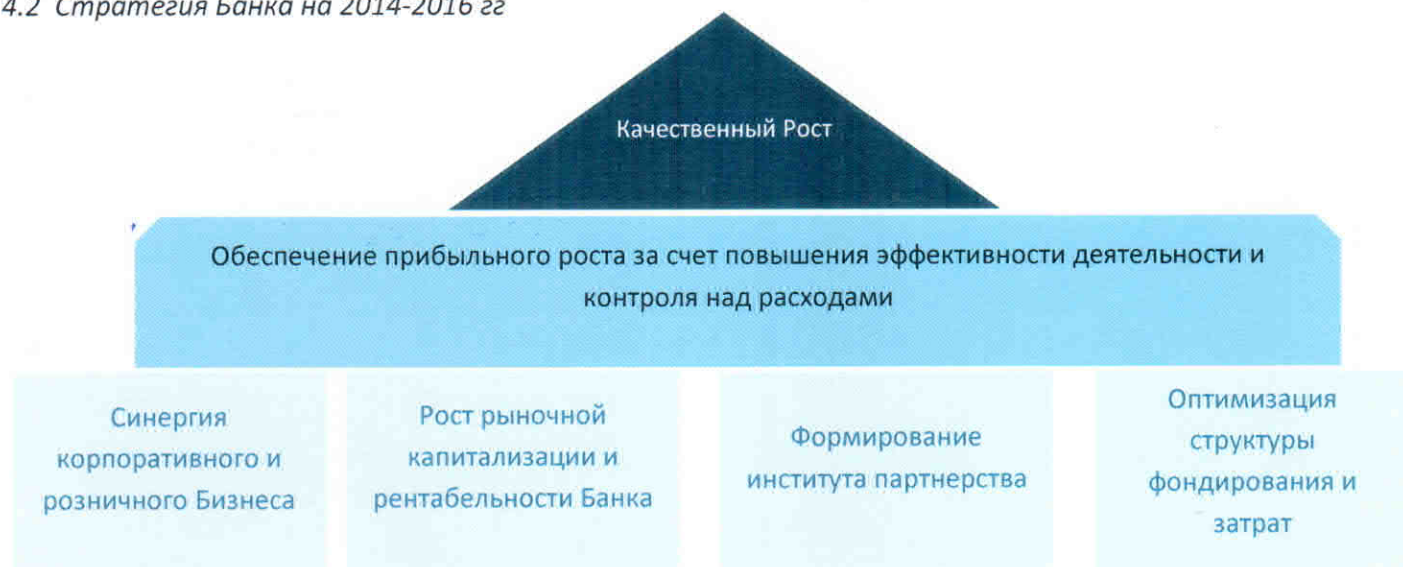 4.2 Стратегия Банка на 2014-2016 гг
Качественный Рост
Обеспечение прибыльного роста за счет повышения эффективности деятельности и
контроля над расходами
Синергия
корпоративного и
розничного Бизнеса
Рост рыночной
капитализации и
рентабельности Банка
Формирование
института партнерства
Оптимизация
структуры
фондирования и
затрат